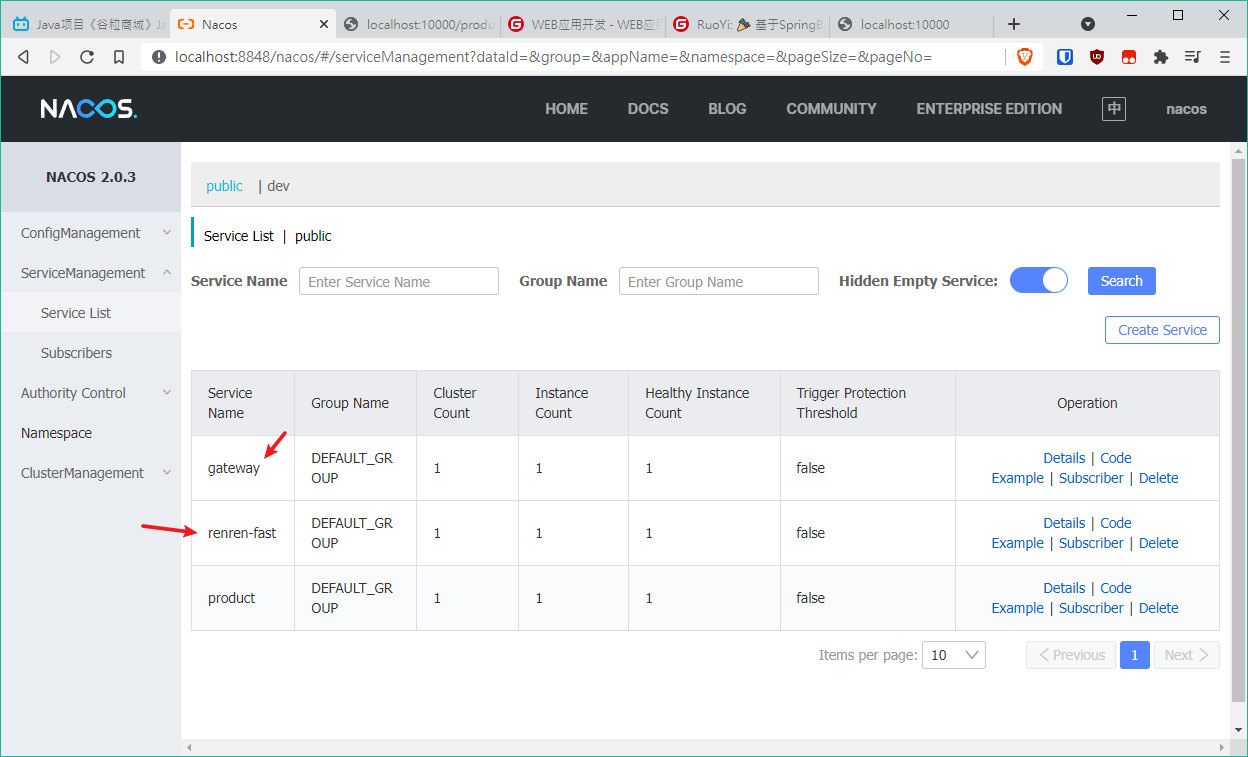 Java项目《谷粒商城》Ja
Nacos
localhost:10000/produ
WEB应用开发 - WEB应
RuoYi: 基于SpringB
localhost:10000
localhost:8848/nacos/#/serviceManagement?dataId=&group=&appName=&namespace=&pageSize=&pageNo=
NACOS.
HOME
DOCS
BLOG
COMMUNITY
ENTERPRISE EDITION
中
nacos
NACOS 2.0.3
ConfigManagement
ServiceManagement
Service List
Subscribers
Authority Control
Namespace
ClusterManagement
public | dev
Service List | public
Service Name
Enter Service Name
Group Name
Enter Group Name
Hidden Empty Service:
Search
Create Service
Service
Name
Group Name
Cluster
Count
Instance
Count
Healthy Instance
Count
Trigger Protection
Threshold
Operation
gateway
DEFAULT_GR
OUP
1
1
1
false
Details | Code
Example | Subscriber | Delete
renren-fast
DEFAULT_GR
OUP
1
1
1
false
Details | Code
Example | Subscriber | Delete
product
DEFAULT_GR
OUP
1
1
1
false
Details | Code
Example | Subscriber | Delete
Items per page:
10
Previous
1
Next